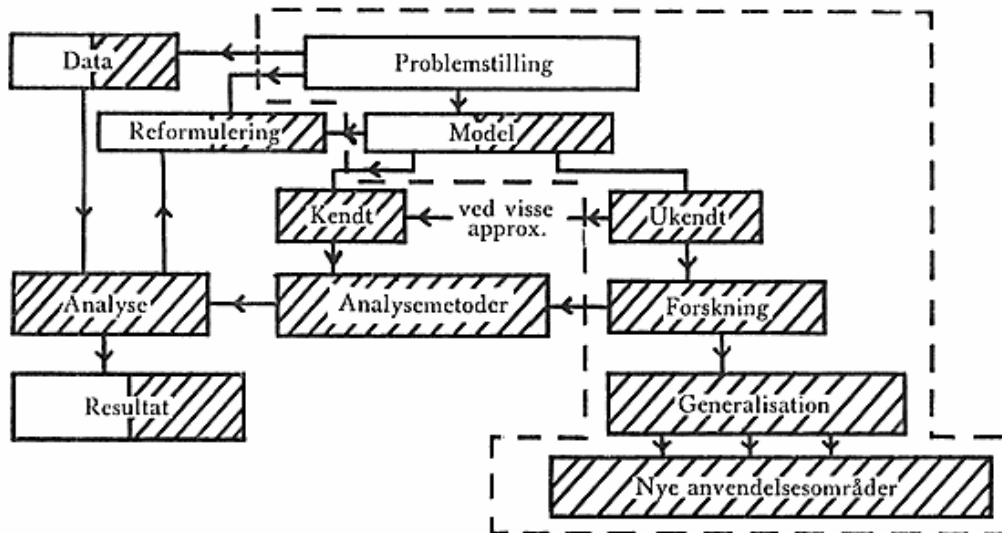 Data
Problemstilling
Reformulering
Model
Kendt
ved visse
approx.
Ukendt
Analyse
Analysemetoder
Forskning
Resultat
Generalisation
Nye anvendelsesområder